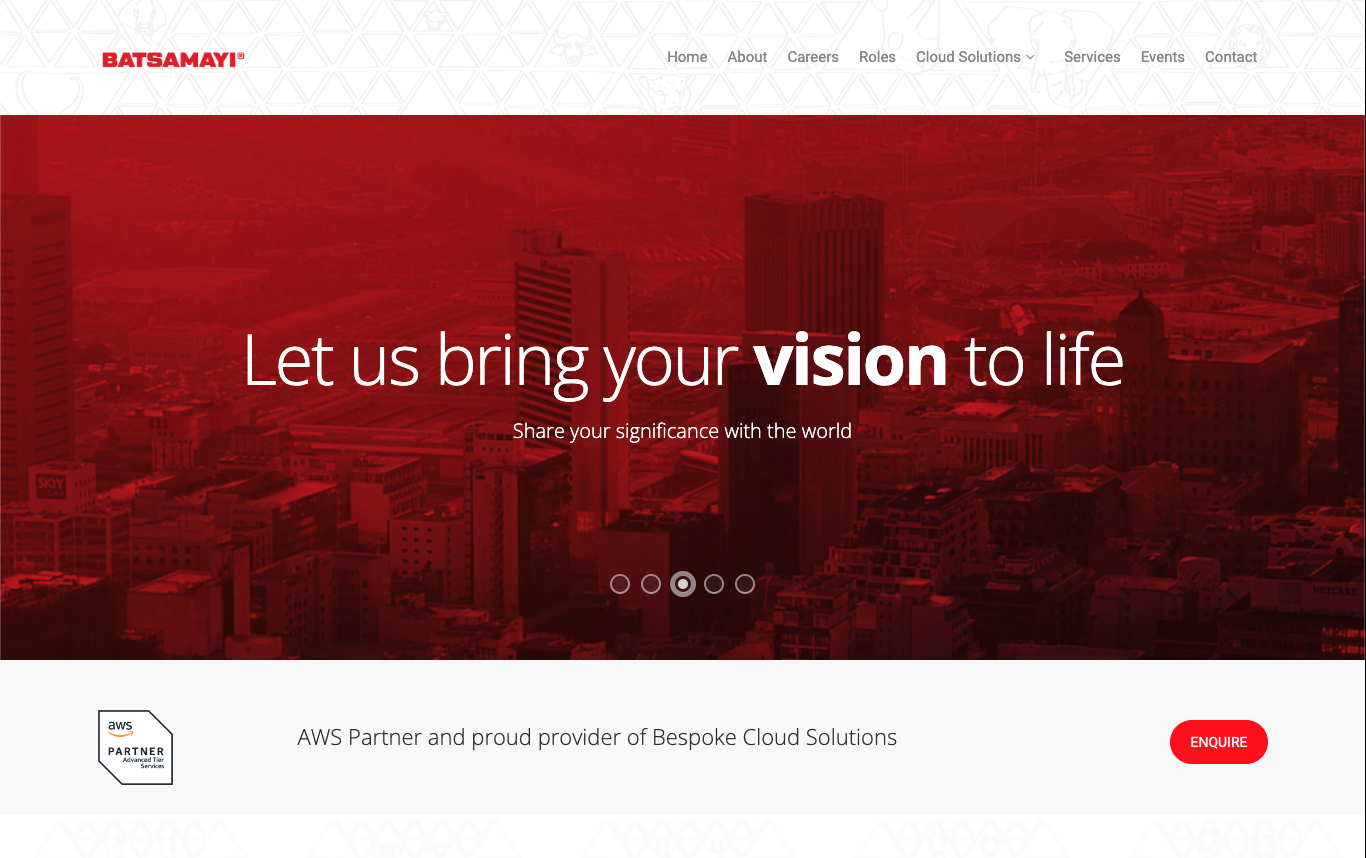 BATSAMAYI®
Home About Careers Roles Cloud Solutions Services Events Contact
Let us bring your vision to life
Share your significance with the world
SKYY
NETCARE
aws
PARTNER
Advanced Tier
Services
AWS Partner and proud provider of Bespoke Cloud Solutions
ENQUIRE